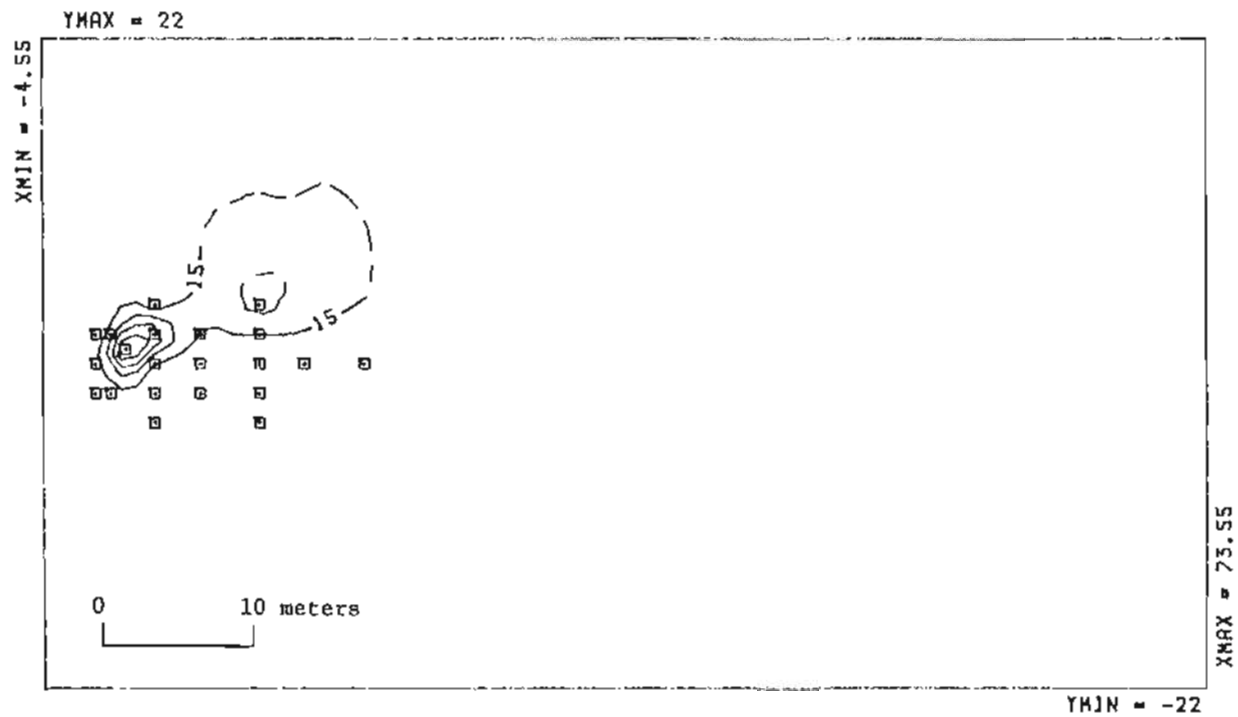 YMAX = 22
XMIN = -4.55
15
15
0 10 meters
XMAX = 73.55
YMIN = -22